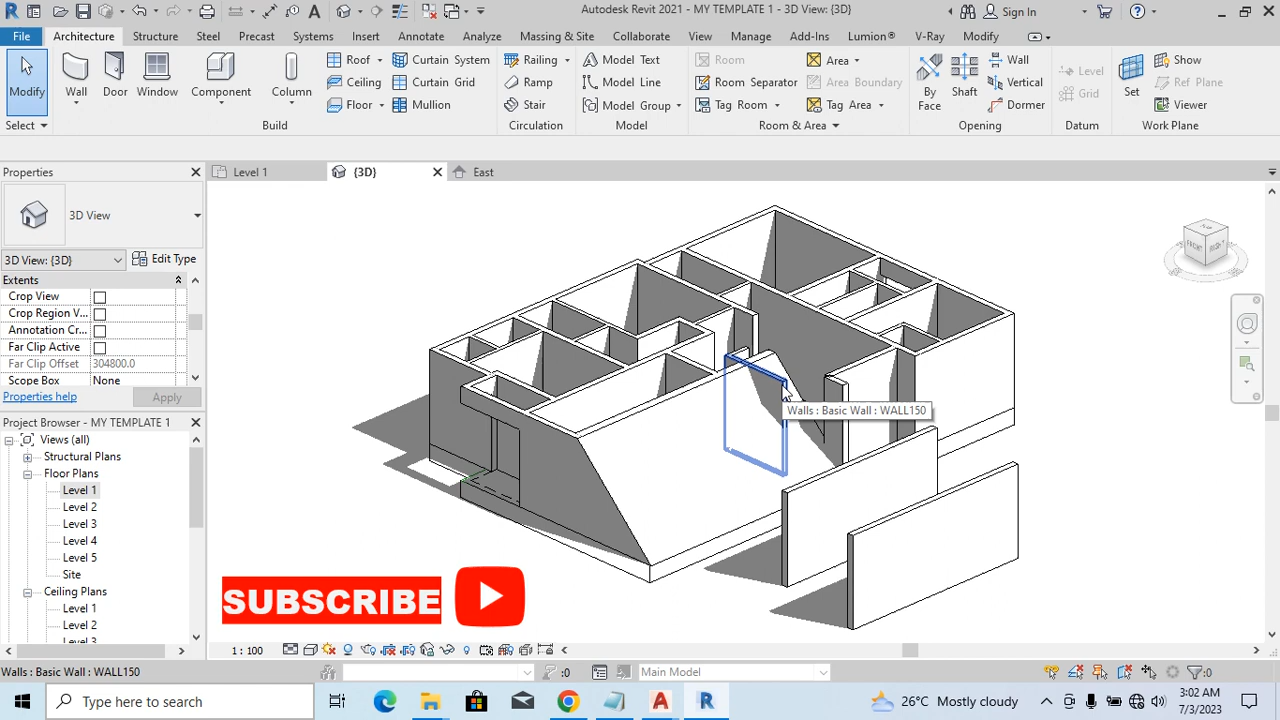 Autodesk Revit 2021 - MY TEMPLATE 1 - 3D View: {3D}
Sign In
File Architecture Structure Steel Precast Systems Insert Annotate Analyze Massing & Site Collaborate View Manage Add-Ins Lumion® V-Ray Modify
Modify Wall Door Window Component Column
Roof Curtain System
Ceiling Curtain Grid
Floor Mullion
Railing
Ramp
Stair
Model Text
Model Line
Model Group
Room
Room Separator
Tag Room
Area
Area Boundary
Tag Area
By Face
Shaft
Wall
Vertical
Dormer
Level
Grid
Set
Show
Ref Plane
Viewer
Select Build Circulation Model Room & Area Opening Datum Work Plane
Properties
Level 1 {3D} East
3D View
3D View: {3D} Edit Type
Extents
Crop View
Crop Region V...
Annotation Cr...
Far Clip Active
Far Clip Offset 304800.0
Scope Box None
Properties help Apply
Project Browser - MY TEMPLATE 1
Views (all)
Structural Plans
Floor Plans
Level 1
Level 2
Level 3
Level 4
Level 5
Site
Ceiling Plans
Level 1
Level 2
Level 3
FRONT RIGHT
Walls : Basic Wall : WALL150
SUBSCRIBE
1 : 100
Walls : Basic Wall : WALL150
:0 Main Model :0
Type here to search
26°C Mostly cloudy
3:02 AM
7/3/2023